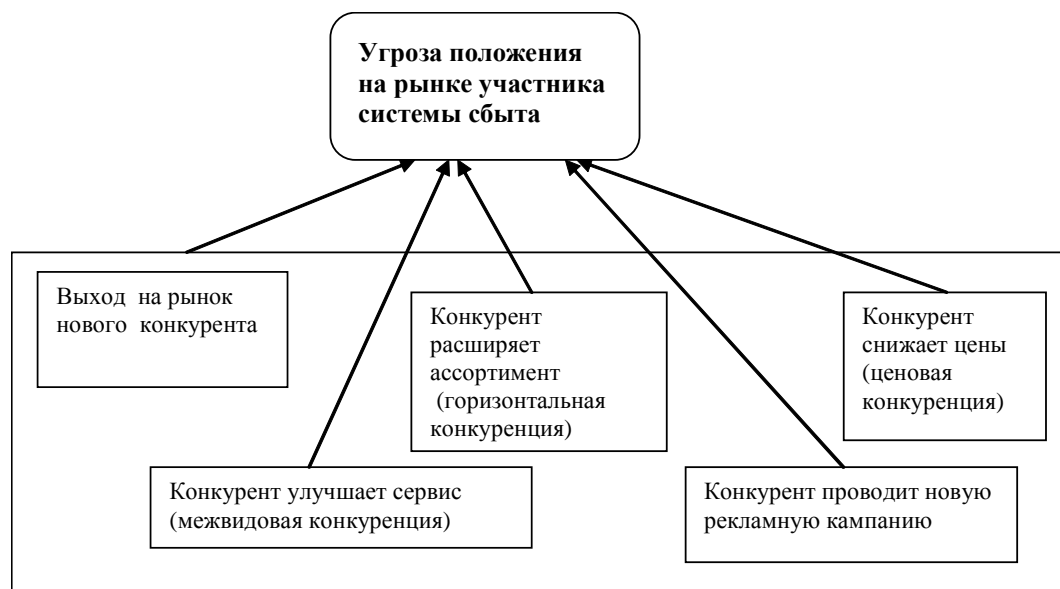 Угроза положения
на рынке участника
системы сбыта
Выход на рынок
нового конкурента
Конкурент
расширяет
ассортимент
(горизонтальная
конкуренция)
Конкурент
снижает цены
(ценовая
конкуренция)
Конкурент улучшает сервис
(межвидовая конкуренция)
Конкурент проводит новую
рекламную кампанию